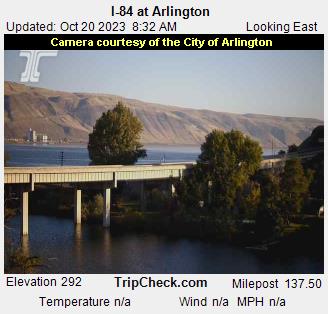 I-84 at Arlington
Updated: Oct 20 2023 8:32 AM Looking East
Camera courtesy of the City of Arlington
Elevation 292 TripCheck.com Milepost 137.50
Temperature n/a Wind n/a MPH n/a